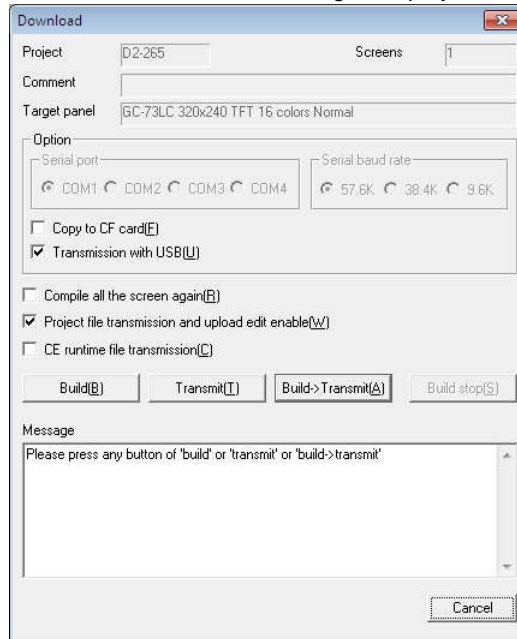 Download
Project D2-265 Screens 1
Comment
Target panel GC-73LC 320x240 TFT 16 colors Normal
Option
Serial port Serial baud rate
COM1 COM2 COM3 COM4 57.6K 38.4K 9.6K
Copy to CF card(F)
Transmission with USB(U)
Compile all the screen again(R)
Project file transmission and upload edit enable(W)
CE runtime file transmission(C)
Build(B) Transmit(T) Build->Transmit(A) Build stop(S)
Message
Please press any button of 'build' or 'transmit' or 'build->transmit'
Cancel